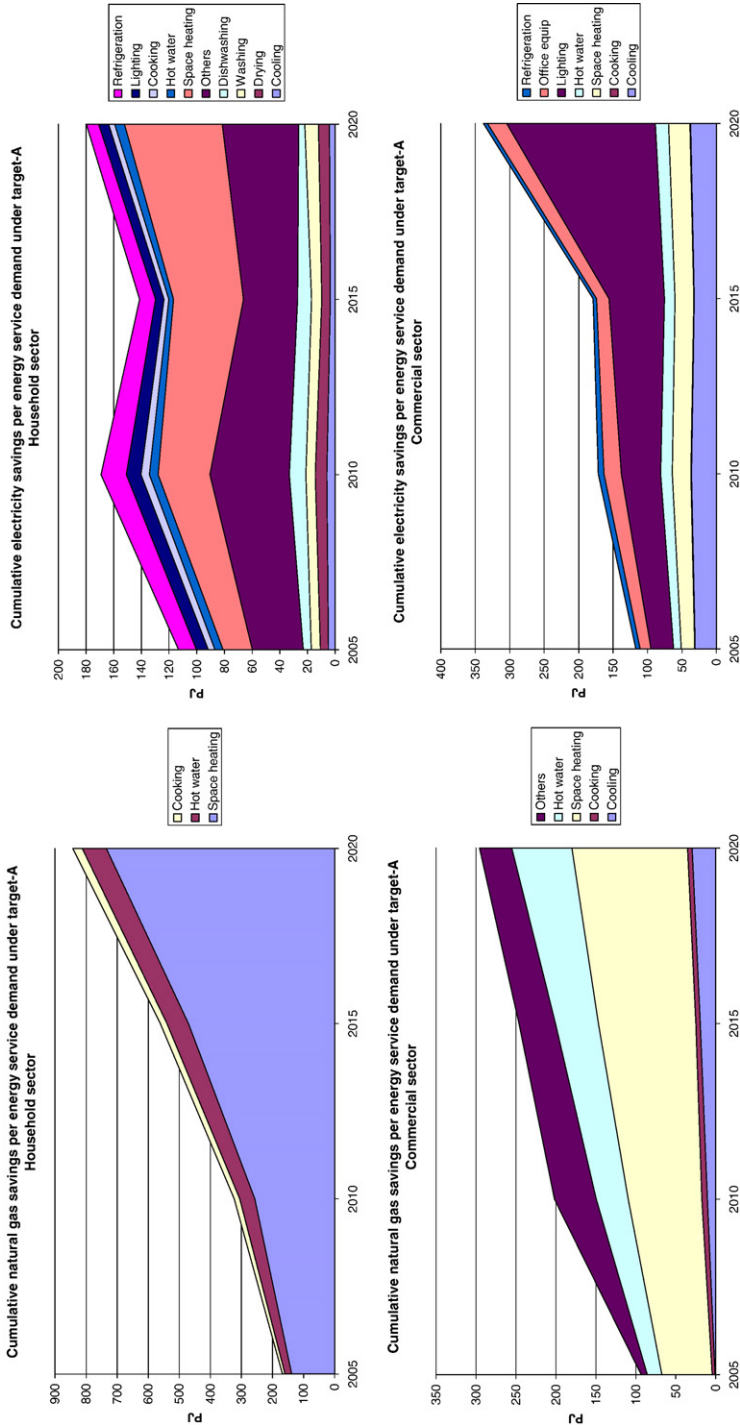 Cumulative natural gas savings per energy service demand under target-A
Household sector
900
800
700
600
500
400
300
200
100
0
PJ
2005
2010
2015
2020
Cooking
Hot water
Space heating
Cumulative electricity savings per energy service demand under target-A
Household sector
200
180
160
140
120
100
80
60
40
20
0
PJ
2005
2010
2015
2020
Refrigeration
Lighting
Cooking
Hot water
Space heating
Others
Dishwashing
Washing
Drying
Cooling
Cumulative natural gas savings per energy service demand under target-A
Commercial sector
350
300
250
200
150
100
50
0
PJ
2005
2010
2015
2020
Others
Hot water
Space heating
Cooking
Cooling
Cumulative electricity savings per energy service demand under target-A
Commercial sector
400
350
300
250
200
150
100
50
0
PJ
2005
2010
2015
2020
Refrigeration
Office equip
Lighting
Hot water
Space heating
Cooking
Cooling